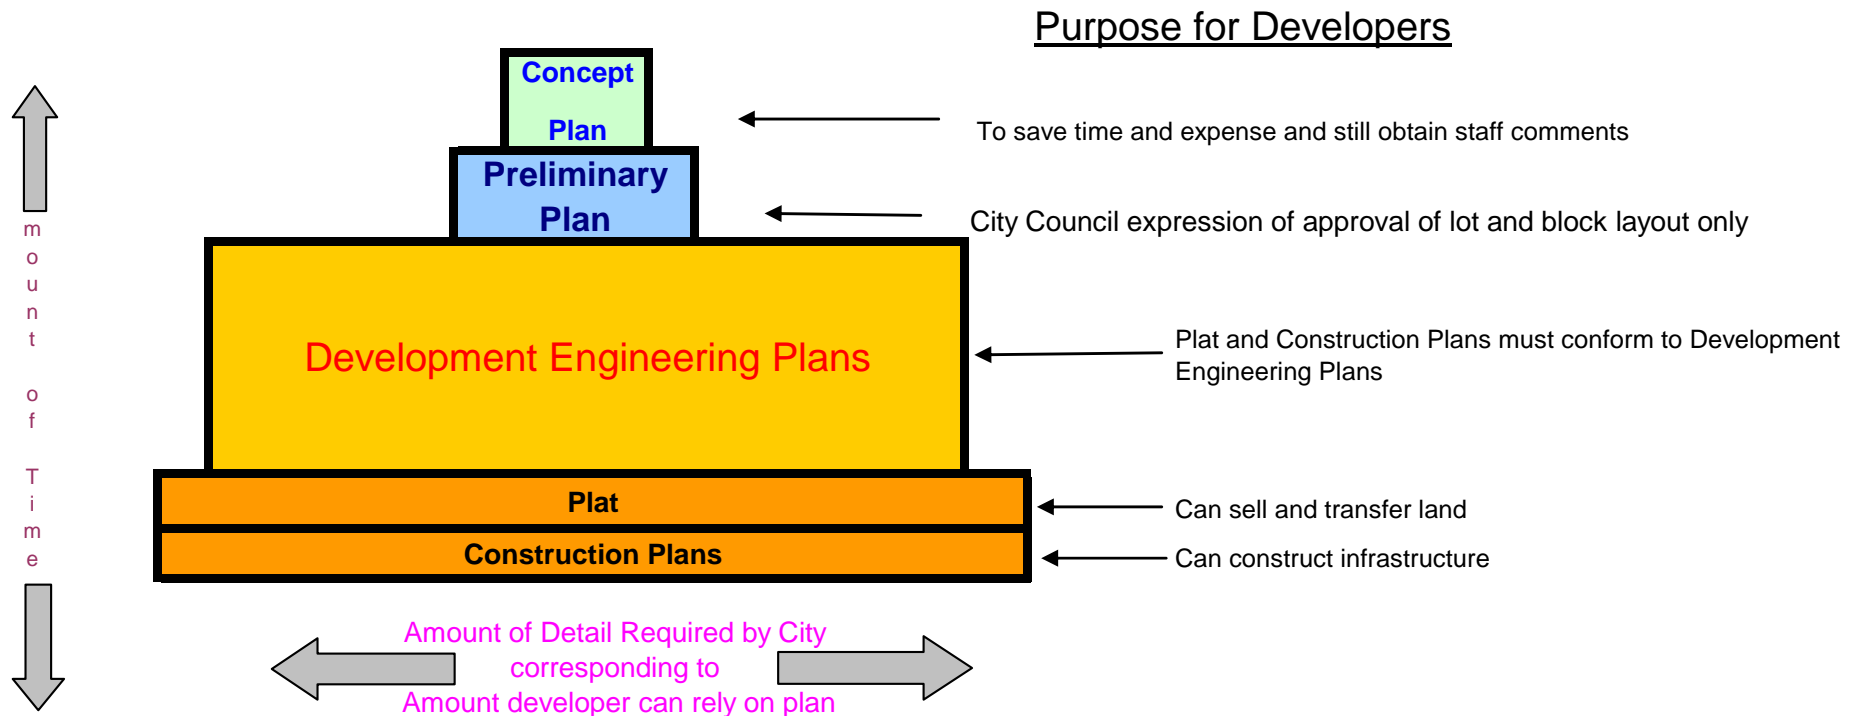 Purpose for Developers
Concept
Plan
To save time and expense and still obtain staff comments
Preliminary
Plan
City Council expression of approval of lot and block layout only
Development Engineering Plans
Plat and Construction Plans must conform to Development
Engineering Plans
Plat
Can sell and transfer land
Construction Plans
Can construct infrastructure
mount of Time
Amount of Detail Required by City
corresponding to
Amount developer can rely on plan